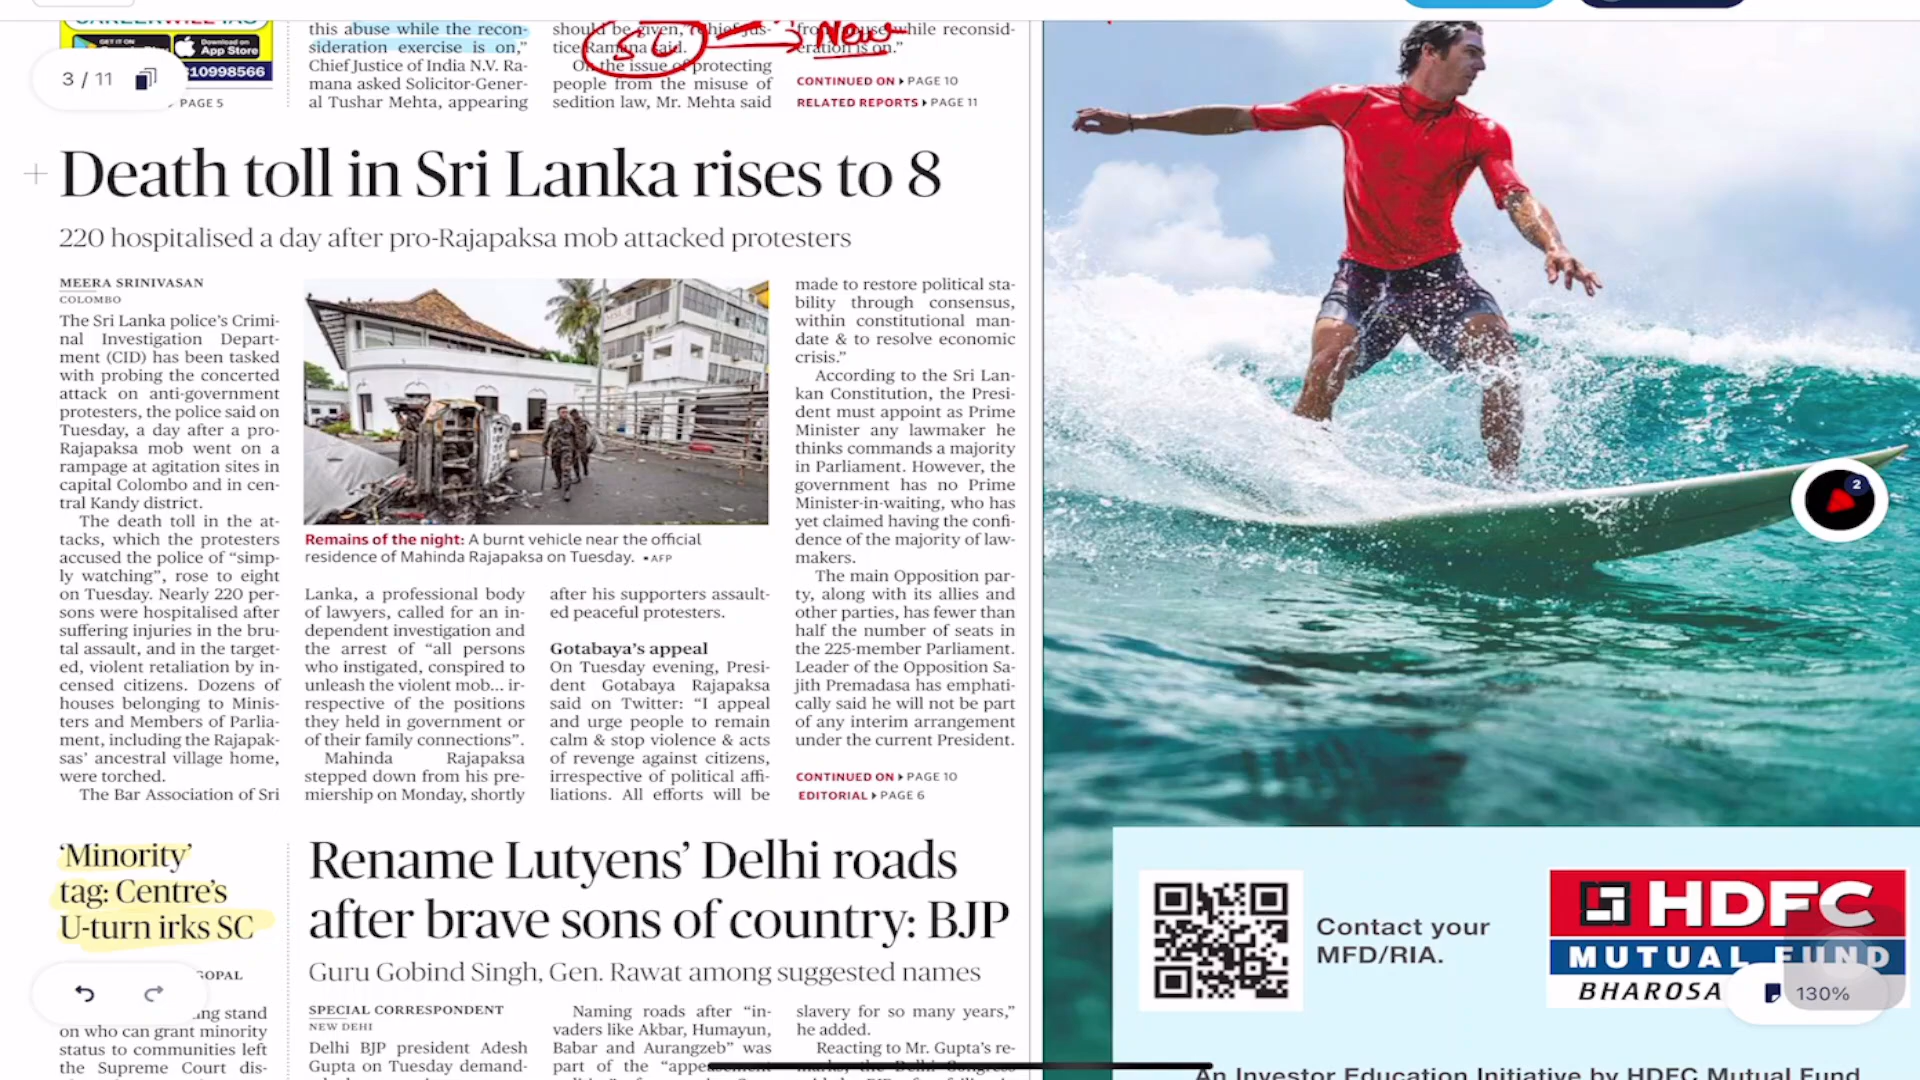 App Store
10998566
3 / 11
PAGE 5
this abuse while the recon-
sideration exercise is on,”
Chief Justice of India N.V. Ra-
mana asked Solicitor-Gener-
al Tushar Mehta, appearing
should be given,” Chief Jus-
tice Ramana said.
On the issue of protecting
people from the misuse of
sedition law, Mr. Mehta said
SC
New
from abuse while reconsid-
eration is on.”
CONTINUED ON ▸ PAGE 10
RELATED REPORTS ▸ PAGE 11
Death toll in Sri Lanka rises to 8
220 hospitalised a day after pro-Rajapaksa mob attacked protesters
MEERA SRINIVASAN
COLOMBO
The Sri Lanka police’s Crimi-
nal Investigation Depart-
ment (CID) has been tasked
with probing the concerted
attack on anti-government
protesters, the police said on
Tuesday, a day after a pro-
Rajapaksa mob went on a
rampage at agitation sites in
capital Colombo and in cen-
tral Kandy district.
The death toll in the at-
tacks, which the protesters
accused the police of “simp-
ly watching”, rose to eight
on Tuesday. Nearly 220 per-
sons were hospitalised after
suffering injuries in the bru-
tal assault, and in the target-
ed, violent retaliation by in-
censed citizens. Dozens of
houses belonging to Minis-
ters and Members of Parlia-
ment, including the Rajapak-
sas’ ancestral village home,
were torched.
The Bar Association of Sri
Remains of the night: A burnt vehicle near the official
residence of Mahinda Rajapaksa on Tuesday. ▪ AFP
Lanka, a professional body
of lawyers, called for an in-
dependent investigation and
the arrest of “all persons
who instigated, conspired to
unleash the violent mob... ir-
respective of the positions
they held in government or
of their family connections”.
Mahinda Rajapaksa
stepped down from his pre-
miership on Monday, shortly
after his supporters assault-
ed peaceful protesters.
Gotabaya’s appeal
On Tuesday evening, Presi-
dent Gotabaya Rajapaksa
said on Twitter: “I appeal
and urge people to remain
calm & stop violence & acts
of revenge against citizens,
irrespective of political affi-
liations. All efforts will be
made to restore political sta-
bility through consensus,
within constitutional man-
date & to resolve economic
crisis.”
According to the Sri Lan-
kan Constitution, the Presi-
dent must appoint as Prime
Minister any lawmaker he
thinks commands a majority
in Parliament. However, the
government has no Prime
Minister-in-waiting, who has
yet claimed having the confi-
dence of the majority of law-
makers.
The main Opposition par-
ty, along with its allies and
other parties, has fewer than
half the number of seats in
the 225-member Parliament.
Leader of the Opposition Sa-
jith Premadasa has emphati-
cally said he will not be part
of any interim arrangement
under the current President.
CONTINUED ON ▸ PAGE 10
EDITORIAL ▸ PAGE 6
‘Minority’
tag: Centre’s
U-turn irks SC
GOPAL
stand
on who can grant minority
status to communities left
the Supreme Court dis-
Rename Lutyens’ Delhi roads
after brave sons of country: BJP
Guru Gobind Singh, Gen. Rawat among suggested names
SPECIAL CORRESPONDENT
NEW DEHI
Delhi BJP president Adesh
Gupta on Tuesday demand-
Naming roads after “in-
vaders like Akbar, Humayun,
Babar and Aurangzeb” was
part of the
slavery for so many years,”
he added.
Reacting to Mr. Gupta’s re-
2
Contact your
MFD/RIA.
HDFC
MUTUAL FUND
BHAROSA
130%
An Investor Education Initiative by HDFC Mutual Fund